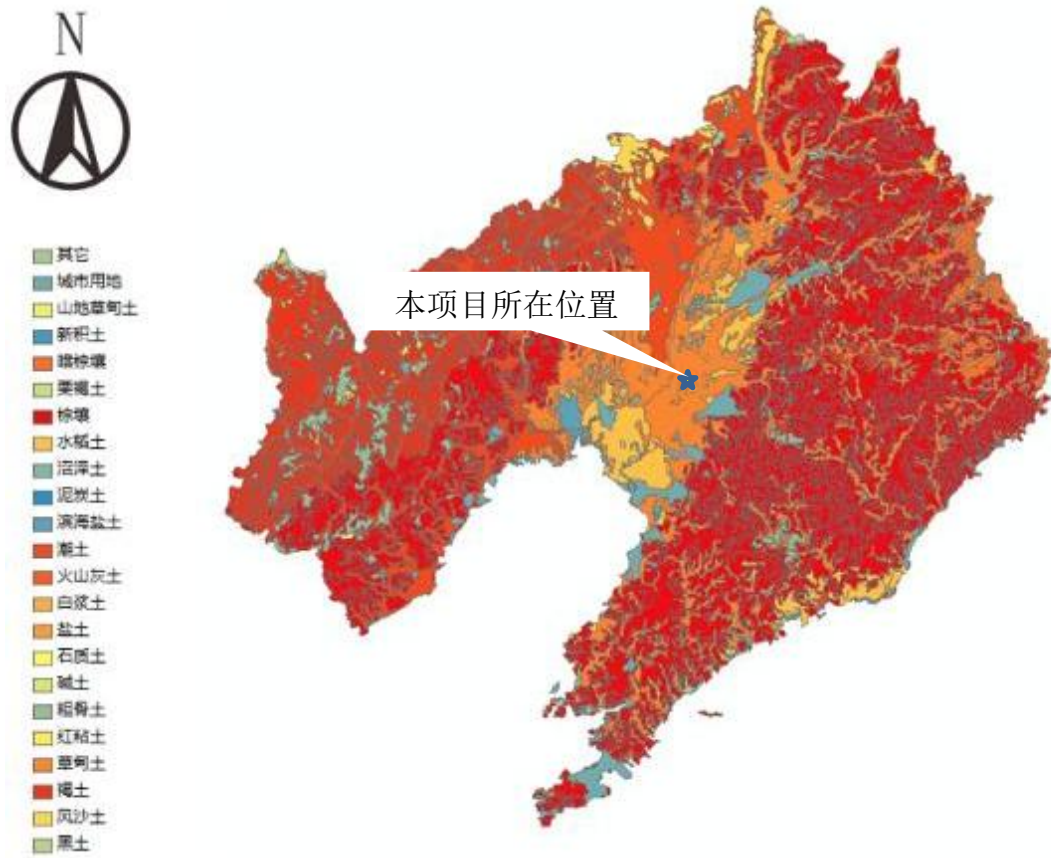 N
其它
城市用地
山地草甸土
新积土
暗棕壤
栗褐土
棕壤
水稻土
沼泽土
泥炭土
滨海盐土
潮土
火山灰土
白浆土
盐土
石质土
碱土
粗骨土
红粘土
草甸土
褐土
风沙土
黑土
本项目所在位置